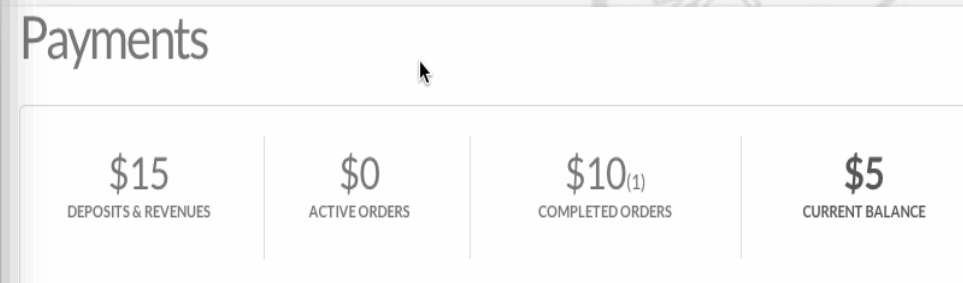 Payments
$15
DEPOSITS & REVENUES
$0
ACTIVE ORDERS
$10(1)
COMPLETED ORDERS
$5
CURRENT BALANCE